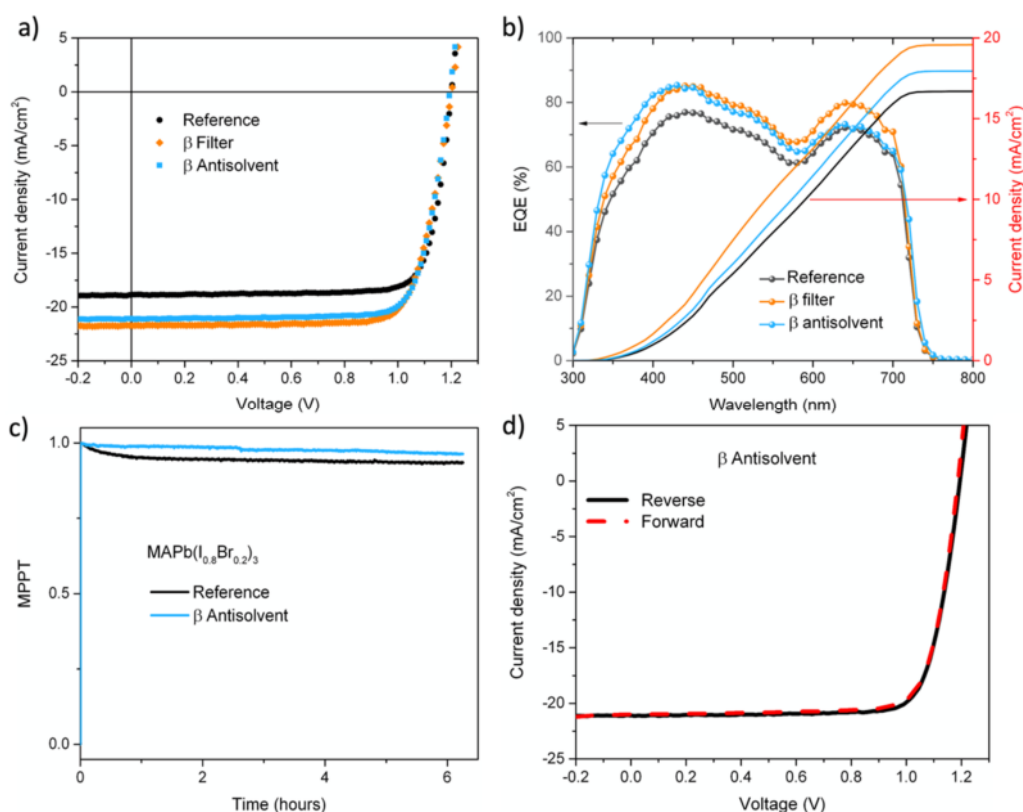 a)
5
0
-5
-10
-15
-20
-25
Current density (mA/cm²)
Reference
β Filter
β Antisolvent
-0.2 0.0 0.2 0.4 0.6 0.8 1.0 1.2
Voltage (V)
b)
100
80
60
40
20
0
EQE (%)
20
15
10
5
0
Current density (mA/cm²)
Reference
β filter
β antisolvent
300 400 500 600 700 800
Wavelength (nm)
c)
1.0
0.5
0.0
MPPT
MAPb(I₀.₈Br₀.₂)₃
Reference
β Antisolvent
0 2 4 6
Time (hours)
d)
5
0
-5
-10
-15
-20
-25
Current density (mA/cm²)
β Antisolvent
Reverse
Forward
-0.2 0.0 0.2 0.4 0.6 0.8 1.0 1.2
Voltage (V)